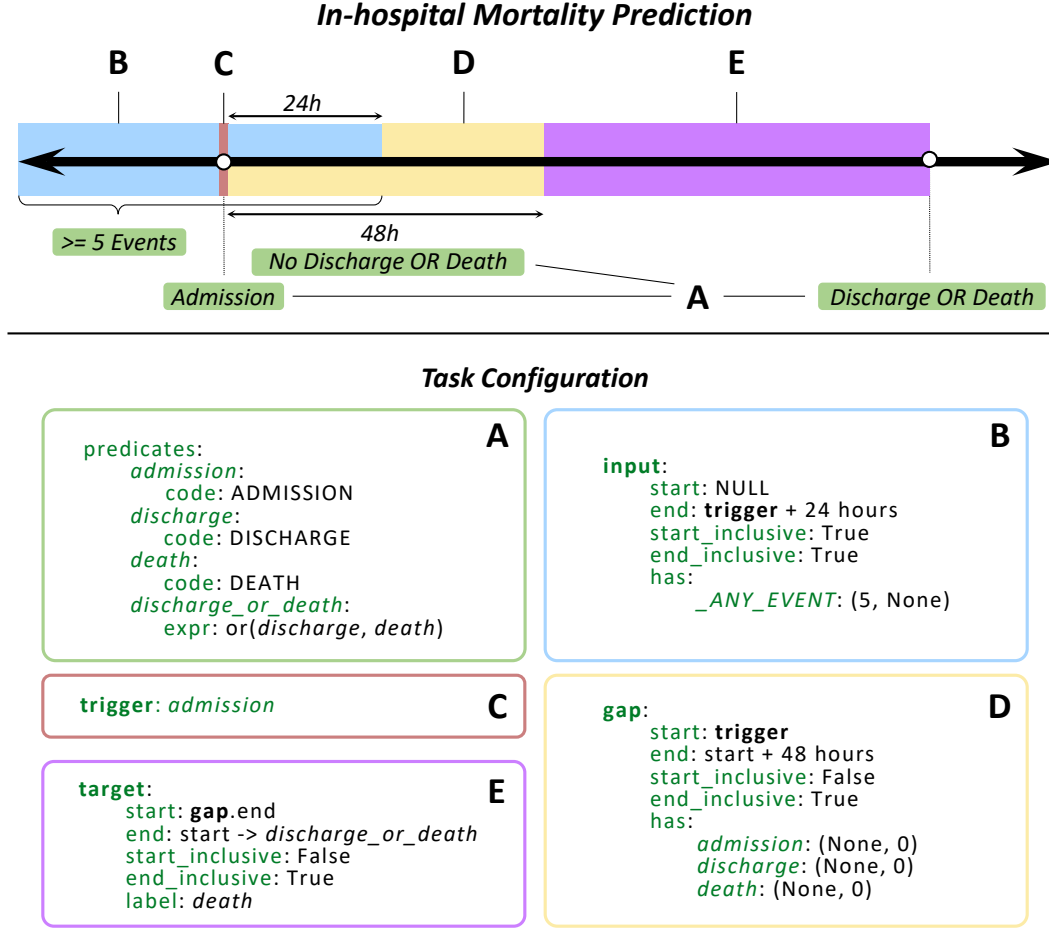 In-hospital Mortality Prediction
B C D E
24h
48h
>= 5 Events
No Discharge OR Death
Admission A Discharge OR Death
Task Configuration
A
predicates:
admission:
code: ADMISSION
discharge:
code: DISCHARGE
death:
code: DEATH
discharge_or_death:
expr: or(discharge, death)
B
input:
start: NULL
end: trigger + 24 hours
start_inclusive: True
end_inclusive: True
has:
_ANY_EVENT: (5, None)
trigger: admission C
D
gap:
start: trigger
end: start + 48 hours
start_inclusive: False
end_inclusive: True
has:
admission: (None, 0)
discharge: (None, 0)
death: (None, 0)
target: E
start: gap.end
end: start -> discharge_or_death
start_inclusive: False
end_inclusive: True
label: death